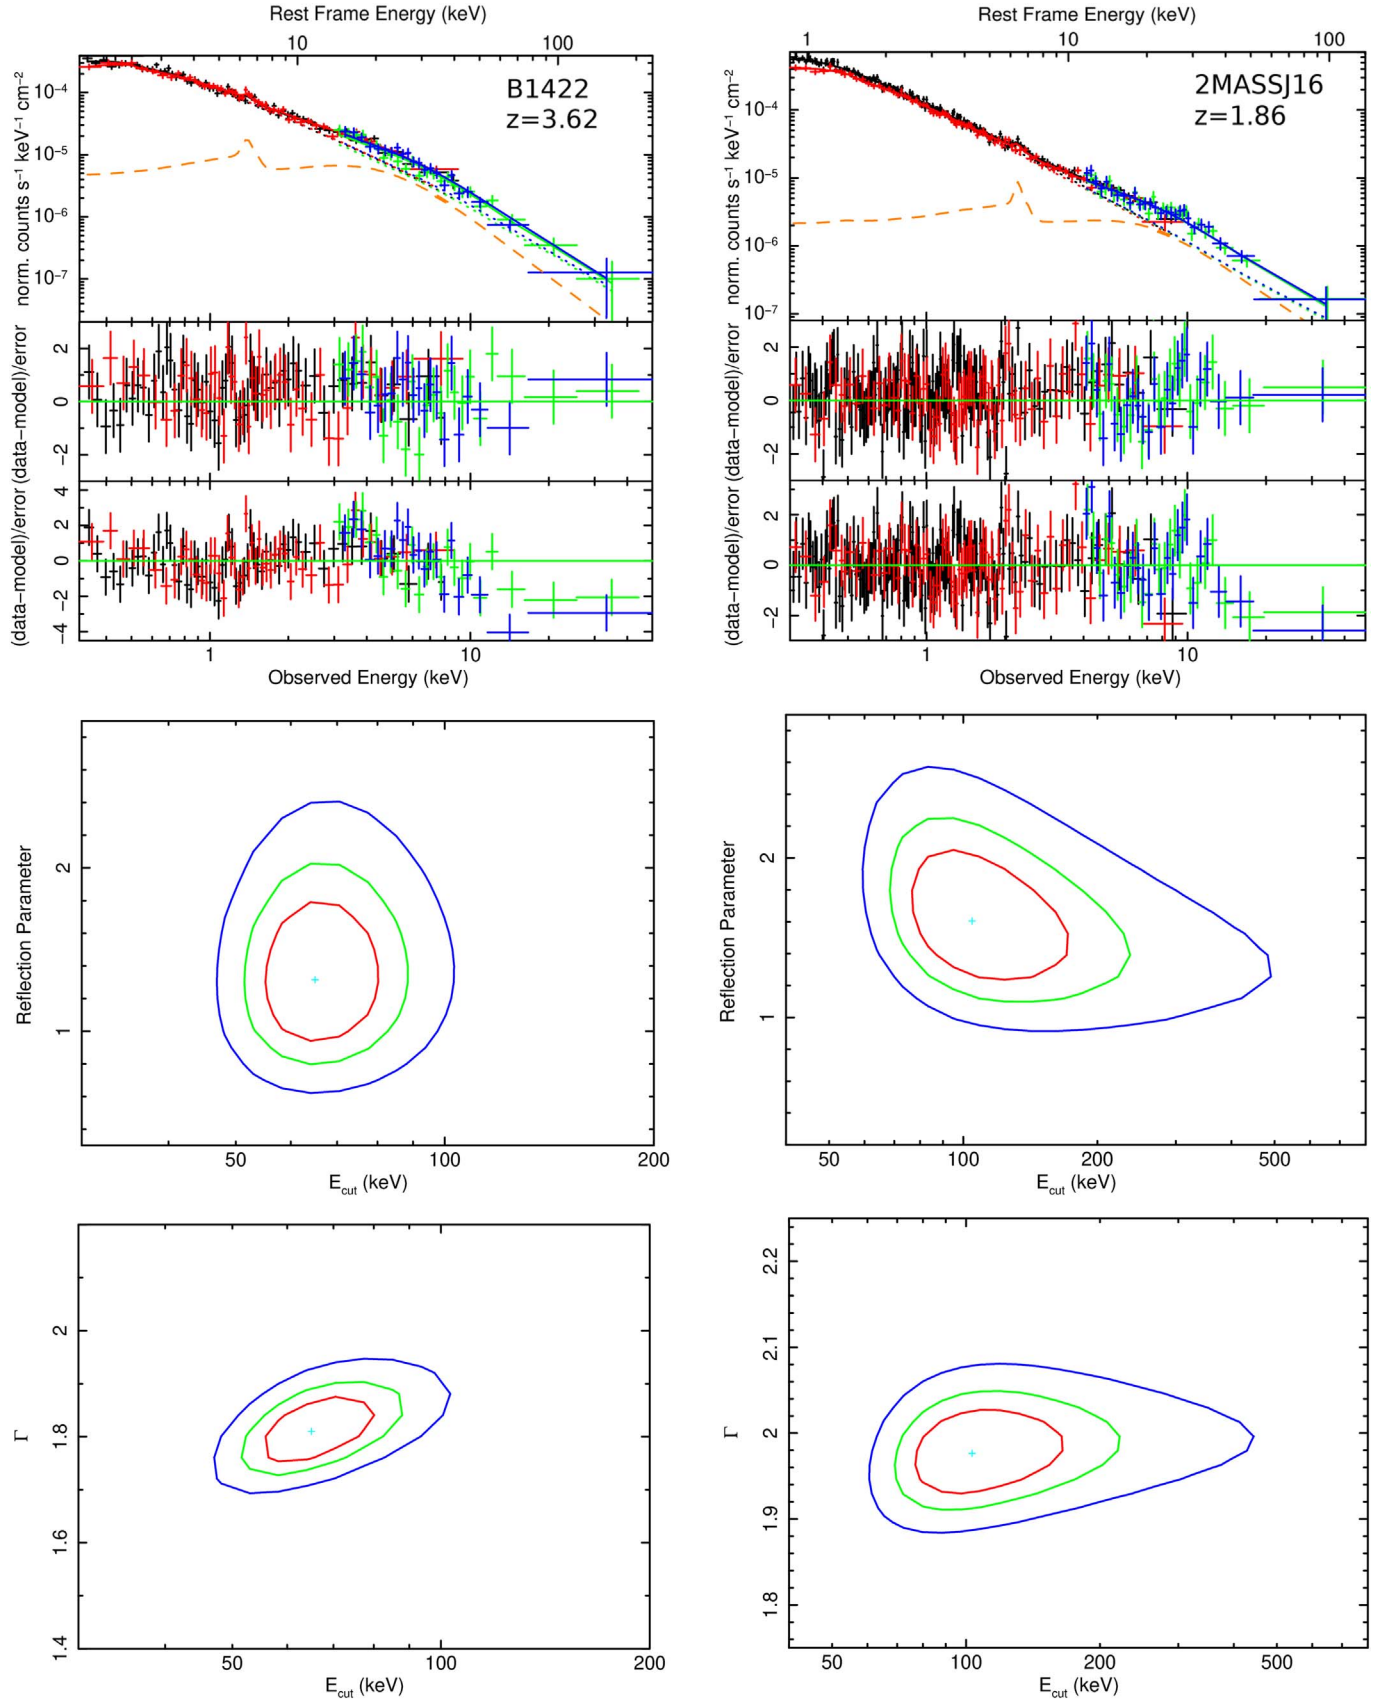 Rest Frame Energy (keV)
10 100
B1422
z=3.62
norm. counts s⁻¹ keV⁻¹ cm⁻²
10⁻⁴
10⁻⁵
10⁻⁶
10⁻⁷
(data−model)/error
2
0
−2
(data−model)/error
4
2
0
−2
−4
1 10
Observed Energy (keV)
Rest Frame Energy (keV)
1 10 100
2MASSJ16
z=1.86
norm. counts s⁻¹ keV⁻¹ cm⁻²
10⁻⁴
10⁻⁵
10⁻⁶
10⁻⁷
(data−model)/error
2
0
−2
(data−model)/error
2
0
−2
1 10
Observed Energy (keV)
Reflection Parameter
2
1
50 100 200
E_cut (keV)
Reflection Parameter
2
1
50 100 200 500
E_cut (keV)
Γ
2
1.8
1.6
1.4
50 100 200
E_cut (keV)
Γ
2.2
2.1
2
1.9
1.8
50 100 200 500
E_cut (keV)